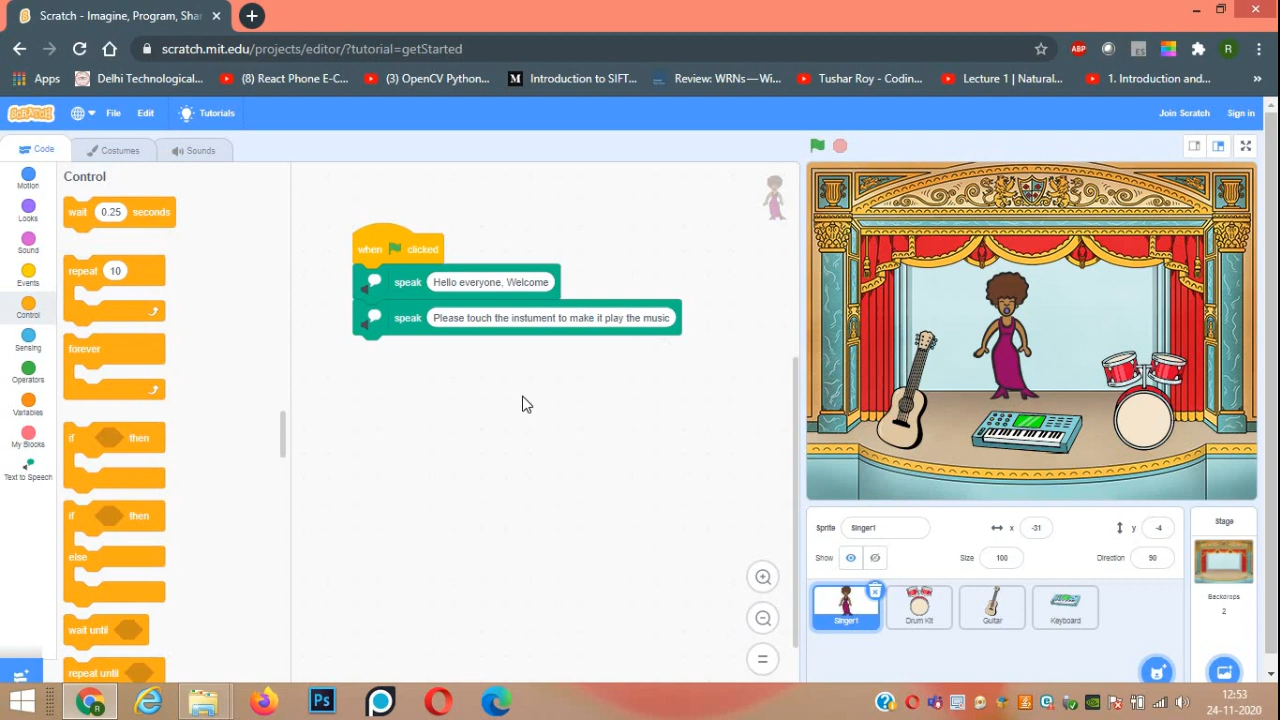 Scratch - Imagine, Program, Sha
scratch.mit.edu/projects/editor/?tutorial=getStarted
ABP
ES
R
Apps
Delhi Technological...
(8) React Phone E-C...
(3) OpenCV Python...
M Introduction to SIFT...
Review: WRNs — Wi...
Tushar Roy - Codin...
Lecture 1 | Natural...
1. Introduction and...
»
SCRATCH
File
Edit
Tutorials
Join Scratch
Sign in
Code
Costumes
Sounds
Motion
Looks
Sound
Events
Control
Sensing
Operators
Variables
My Blocks
Text to Speech
Control
wait 0.25 seconds
repeat 10
forever
if then
if then
else
wait until
repeat until
when clicked
speak Hello everyone, Welcome
speak Please touch the instument to make it play the music
Sprite
Singer1
x
-31
y
-4
Show
Size
100
Direction
90
Singer1
Drum Kit
Guitar
Keyboard
Stage
Backdrops
2
R
Ps
12:53
24-11-2020